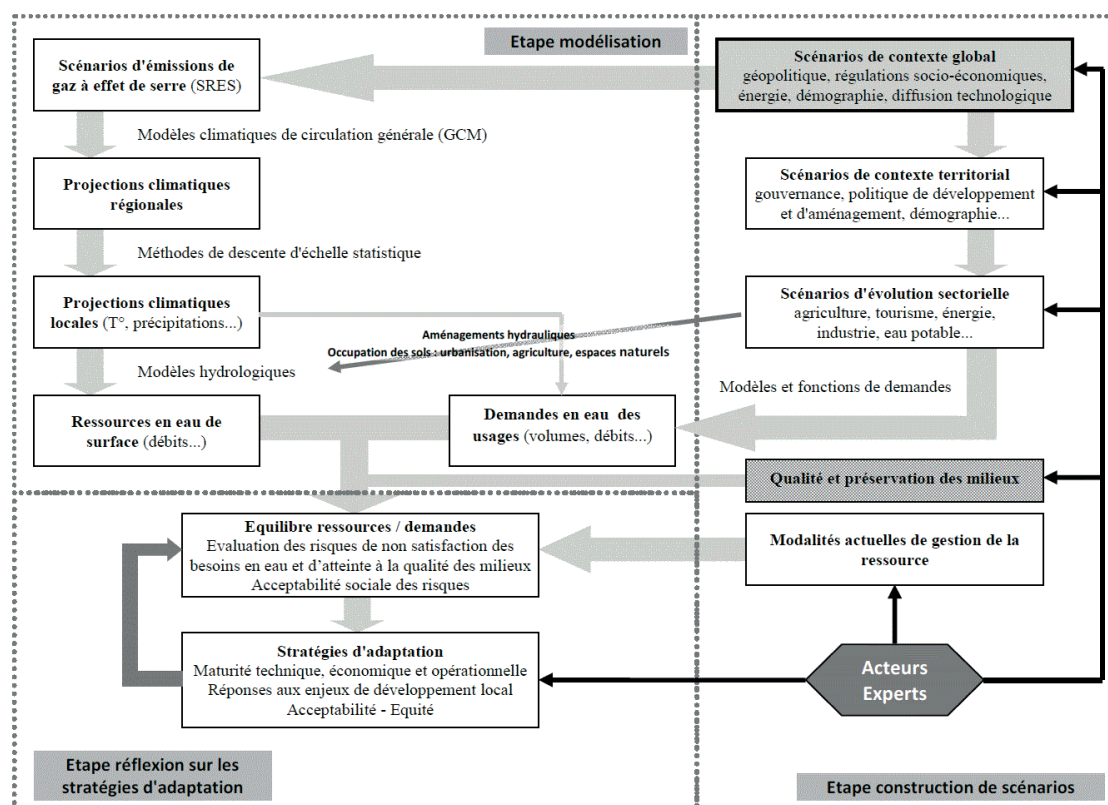 Etape modélisation
Scénarios d'émissions de
gaz à effet de serre (SRES)
Modèles climatiques de circulation générale (GCM)
Projections climatiques
régionales
Méthodes de descente d'échelle statistique
Projections climatiques
locales (T°, précipitations...)
Aménagements hydrauliques
Occupation des sols : urbanisation, agriculture, espaces naturels
Modèles hydrologiques
Ressources en eau de
surface (débits...)
Demandes en eau des
usages (volumes, débits...)
Scénarios de contexte global
géopolitique, régulations socio-économiques,
énergie, démographie, diffusion technologique
Scénarios de contexte territorial
gouvernance, politique de développement
et d'aménagement, démographie...
Scénarios d'évolution sectorielle
agriculture, tourisme, énergie,
industrie, eau potable...
Modèles et fonctions de demandes
Qualité et préservation des milieux
Modalités actuelles de gestion de la
ressource
Acteurs
Experts
Etape construction de scénarios
Equilibre ressources / demandes
Evaluation des risques de non satisfaction des
besoins en eau et d’atteinte à la qualité des milieux
Acceptabilité sociale des risques
Stratégies d'adaptation
Maturité technique, économique et opérationnelle
Réponses aux enjeux de développement local
Acceptabilité - Equité
Etape réflexion sur les
stratégies d'adaptation